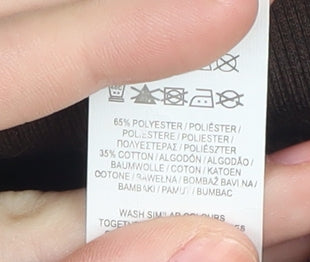 65% POLYESTER / POLIÉSTER /
POLIESTERE / POLIESTER /
ΠΟΛΥΕΣΤΕΡΑΣ / POLIÉSZTER
35% COTTON / ALGODÓN / ALGODÃO /
BAUMWOLLE / COTON / KATOEN
COTONE / BAWEŁNA / BOMBAŽ BAVLNA /
BAMBAKI / PAMUT / BUMBAC
WASH SIMILAR COLOURS